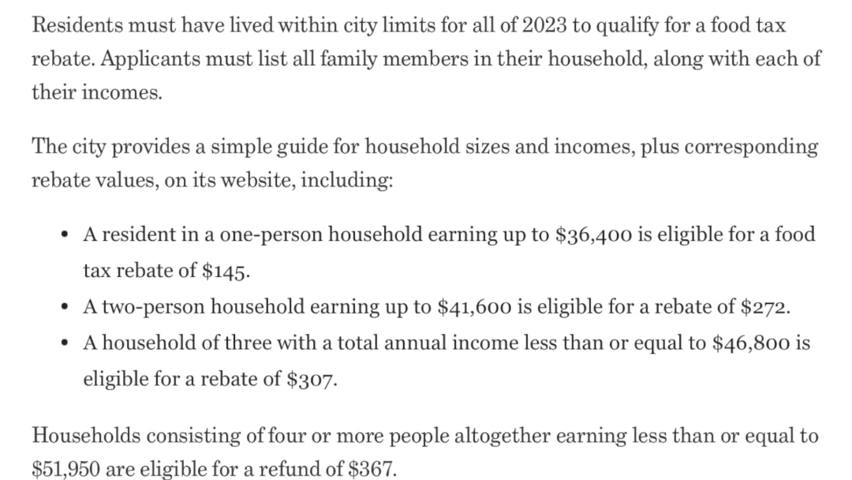 Residents must have lived within city limits for all of 2023 to qualify for a food tax
rebate. Applicants must list all family members in their household, along with each of
their incomes.
The city provides a simple guide for household sizes and incomes, plus corresponding
rebate values, on its website, including:
• A resident in a one-person household earning up to $36,400 is eligible for a food
tax rebate of $145.
• A two-person household earning up to $41,600 is eligible for a rebate of $272.
• A household of three with a total annual income less than or equal to $46,800 is
eligible for a rebate of $307.
Households consisting of four or more people altogether earning less than or equal to
$51,950 are eligible for a refund of $367.